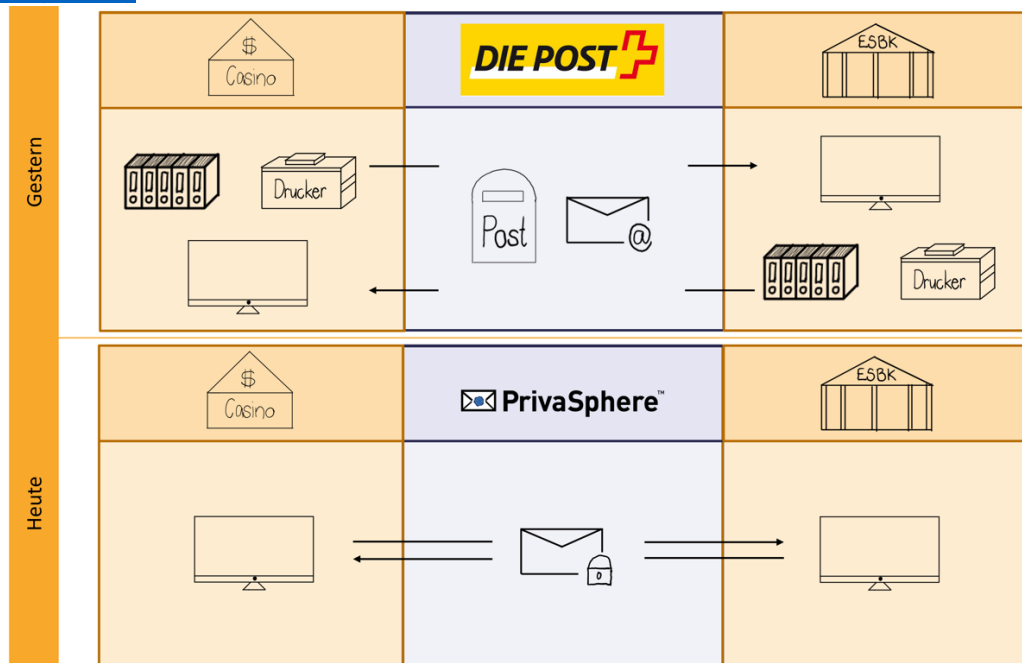 Gestern
$
Casino
DIE POST
ESBK
Drucker
Post
@
Drucker
Heute
$
Casino
PrivaSphere™
ESBK